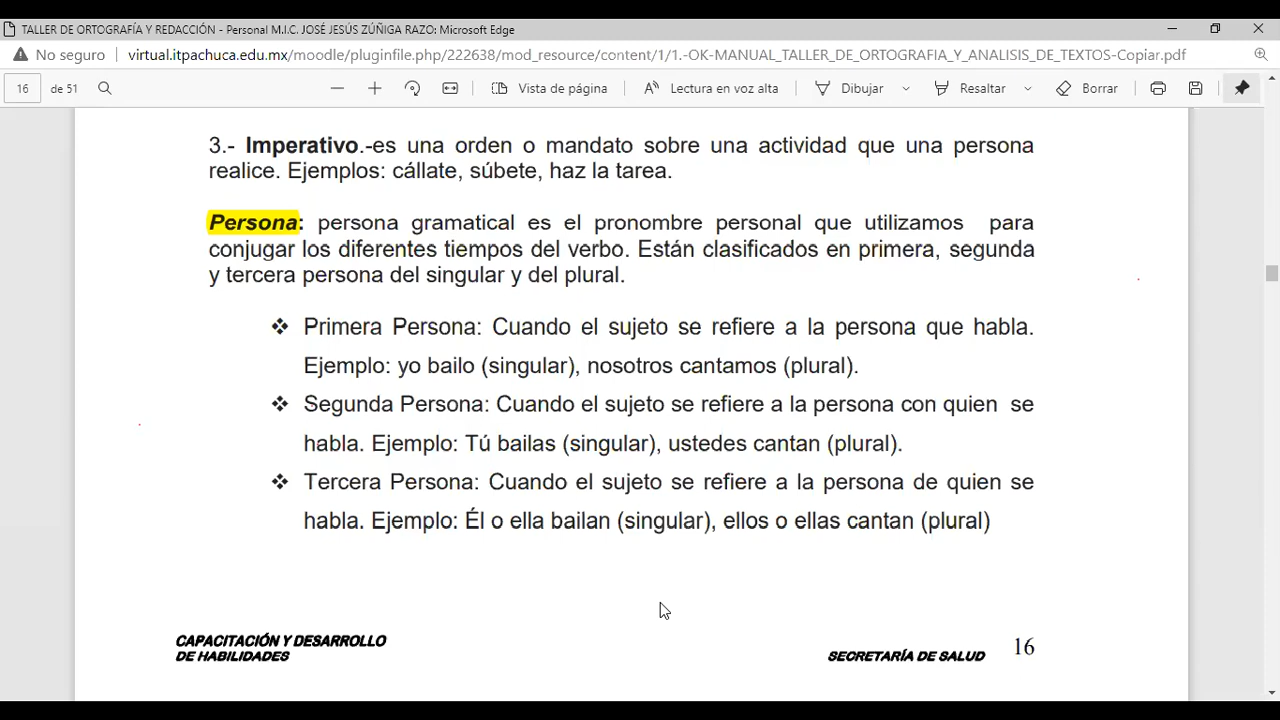 TALLER DE ORTOGRAFÍA Y REDACCIÓN - Personal M.I.C. JOSÉ JESÚS ZÚÑIGA RAZO: Microsoft Edge
No seguro virtual.itpachuca.edu.mx/moodle/pluginfile.php/222638/mod_resource/content/1/1.-OK-MANUAL_TALLER_DE_ORTOGRAFIA_Y_ANALISIS_DE_TEXTOS-Copiar.pdf
16 de 51 Vista de página Lectura en voz alta Dibujar Resaltar Borrar
3.- Imperativo.-es una orden o mandato sobre una actividad que una persona
realice. Ejemplos: cállate, súbete, haz la tarea.
Persona: persona gramatical es el pronombre personal que utilizamos para
conjugar los diferentes tiempos del verbo. Están clasificados en primera, segunda
y tercera persona del singular y del plural.
❖ Primera Persona: Cuando el sujeto se refiere a la persona que habla.
Ejemplo: yo bailo (singular), nosotros cantamos (plural).
❖ Segunda Persona: Cuando el sujeto se refiere a la persona con quien se
habla. Ejemplo: Tú bailas (singular), ustedes cantan (plural).
❖ Tercera Persona: Cuando el sujeto se refiere a la persona de quien se
habla. Ejemplo: Él o ella bailan (singular), ellos o ellas cantan (plural)
CAPACITACIÓN Y DESARROLLO
DE HABILIDADES
SECRETARÍA DE SALUD 16